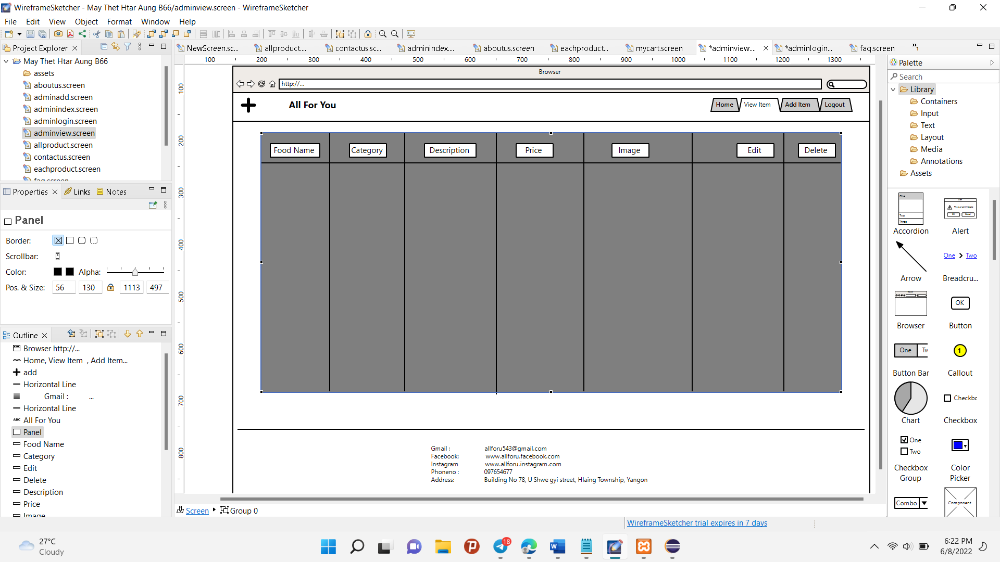 WireframeSketcher - May Thet Htar Aung B66/adminview.screen - WireframeSketcher
File Edit View Object Format Window Help
Project Explorer
May Thet Htar Aung B66
assets
aboutus.screen
adminadd.screen
adminindex.screen
adminlogin.screen
adminview.screen
allproduct.screen
contactus.screen
eachproduct.screen
faq.screen
Properties Links Notes
Panel
Border:
Scrollbar:
Color: Alpha:
Pos. & Size: 56 130 1113 497
Outline
Browser http://...
Home, View Item , Add Item...
add
Horizontal Line
Gmail : ...
Horizontal Line
ABC All For You
Panel
Food Name
Category
Edit
Delete
Description
Price
Image
NewScreen.sc... allproduct.... contactus.sc... adminindex.... aboutus.screen eachproduct... mycart.screen *adminview.... *adminlogin... faq.screen »1
100 200 300 400 500 600 700 800 900 1000 1100 1200 1300
100
200
300
400
500
600
700
800
Browser
http://...
All For You
Home View Item Add Item Logout
Food Name Category Description Price Image Edit Delete
Gmail : allforu543@gmail.com
Facebook: www.allforu.facebook.com
Instagram www.allforu.instagram.com
Phoneno : 097654677
Address: Building No 78, U Shwe gyi street, Hlaing Township, Yangon
Screen Group 0
WireframeSketcher trial expires in 7 days
Palette
Search
Library
Containers
Input
Text
Layout
Media
Annotations
Assets
One
Two
Three
Accordion Alert
One > Two
Arrow Breadcru...
OK
Browser Button
One Tw
1
Button Bar Callout
Checkbc
Chart Checkbox
One
Two
Checkbox Group
Color Picker
Combo
Component
27°C
Cloudy
18
6:22 PM
6/8/2022